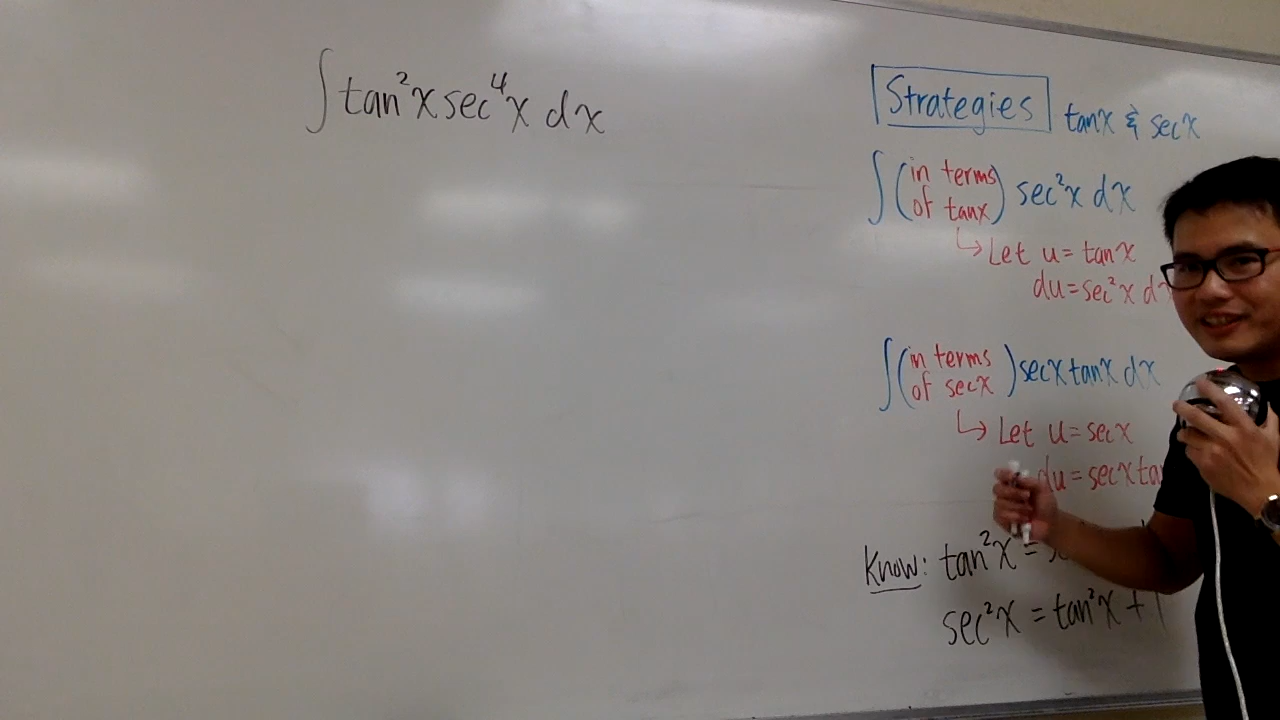 ∫ tan²x sec⁴x dx
Strategies tanx & secx
∫ (in terms of tanx) sec²x dx
↳ Let u = tanx
du = sec²x d
∫ (in terms of secx) secx tanx dx
↳ Let u = secx
du = secx ta
Know: tan²x =
sec²x = tan²x + 1